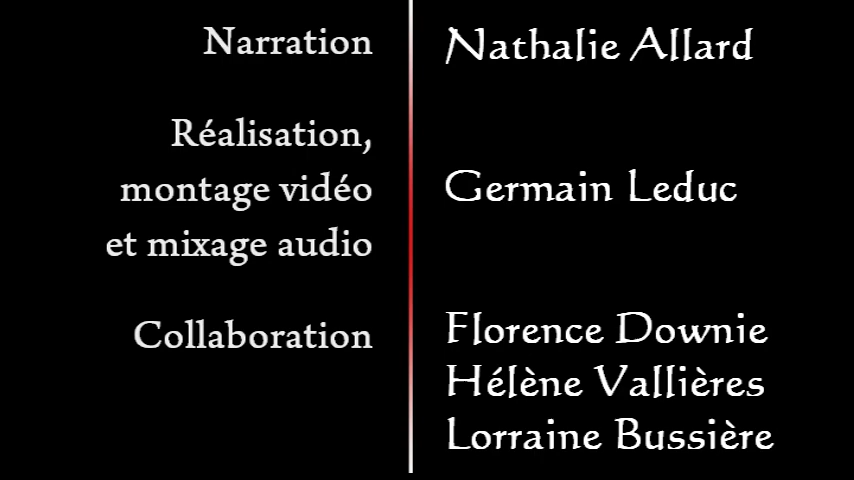 Narration
Nathalie Allard
Réalisation,
montage vidéo
et mixage audio
Germain Leduc
Collaboration
Florence Downie
Hélène Vallières
Lorraine Bussière